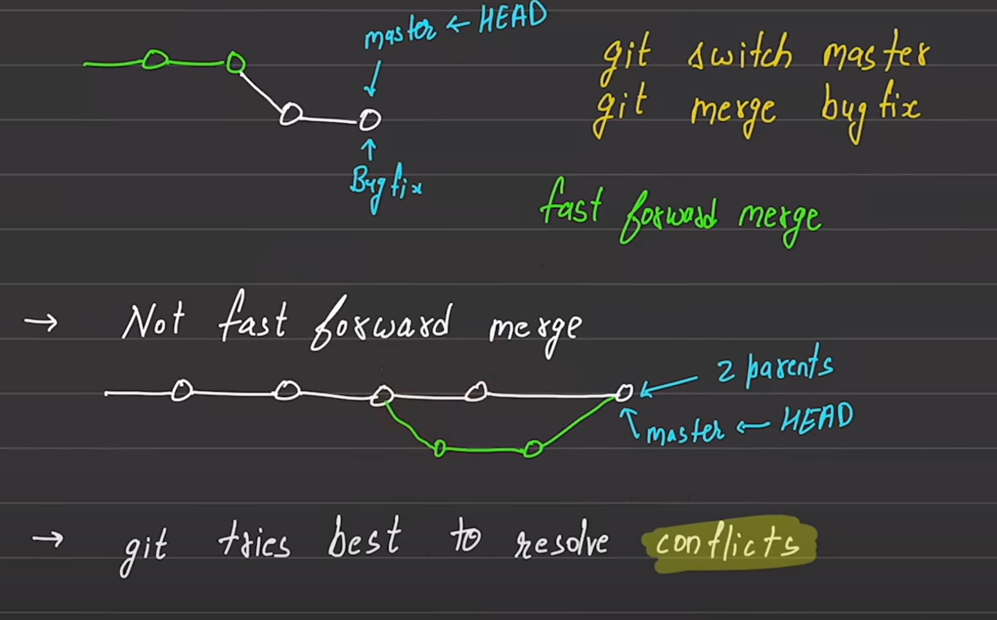 master ← HEAD
git switch master
git merge bugfix
Bugfix
fast forward merge
→ Not fast forward merge
2 parents
master ← HEAD
→ git tries best to resolve conflicts